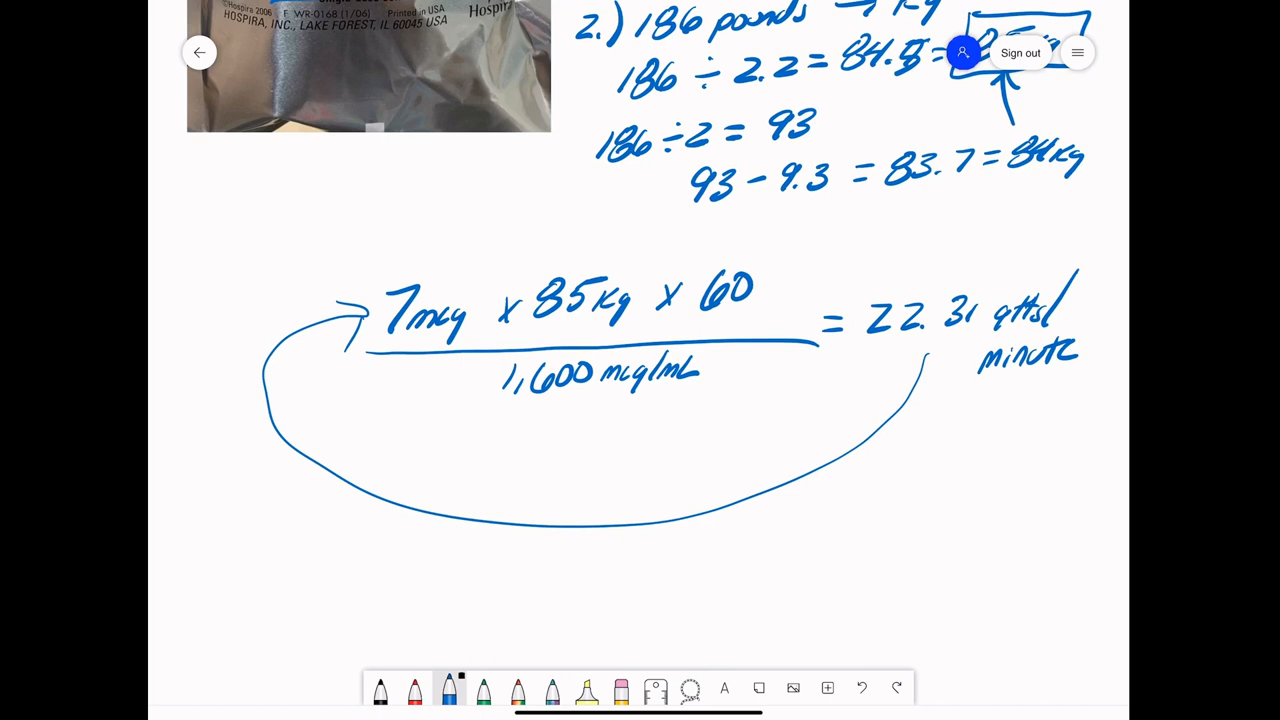 ©Hospira 2006 F WR-0168 (1/06) Printed in USA
HOSPIRA, INC., LAKE FOREST, IL 60045 USA
Hospira
2.) 186 pounds → kg
186 ÷ 2.2 = 84.5 =
Sign out
186 ÷ 2 = 93
93 - 9.3 = 83.7 = 84kg
7mcg x 85kg x 60
1,600 mcg/mL
= 22.31 gtts/
minute
A